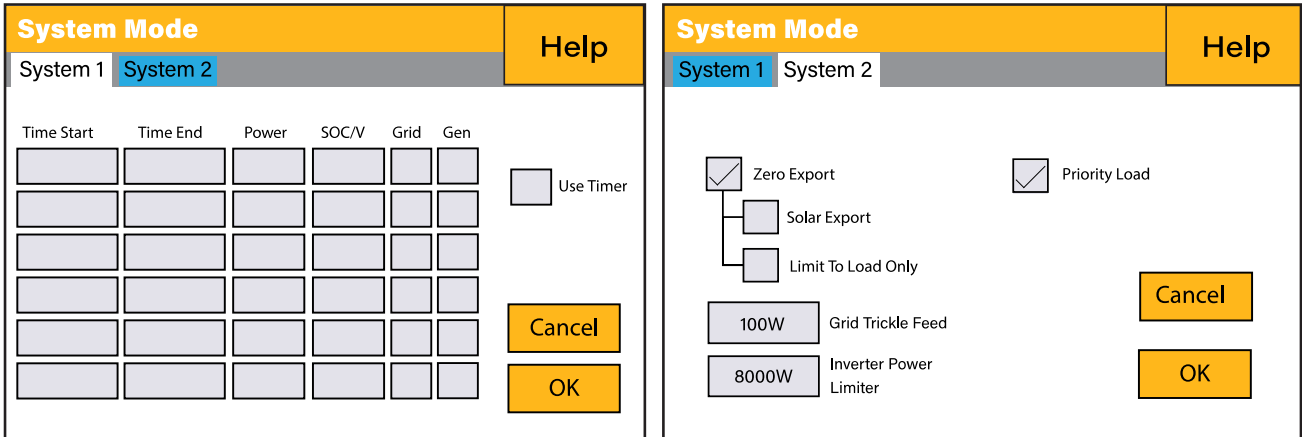 System Mode
Help
System 1 System 2
Time Start Time End Power SOC/V Grid Gen
Use Timer
Cancel
OK
System Mode
Help
System 1 System 2
Zero Export
Priority Load
Solar Export
Limit To Load Only
Cancel
100W Grid Trickle Feed
8000W Inverter Power
Limiter
OK